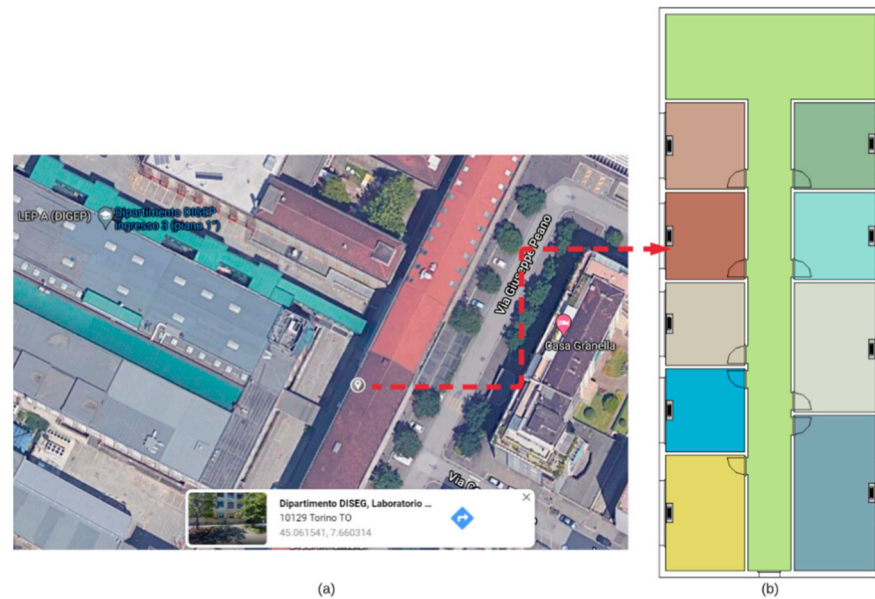 LEP A (DIGEP)
Dipartimento DISEP
ingresso 3 (piano 1°)
Via Giuseppe Peano
Casa Granella
Via G
Dipartimento DISEG, Laboratorio ...
10129 Torino TO
45.061541, 7.660314
(a)
(b)